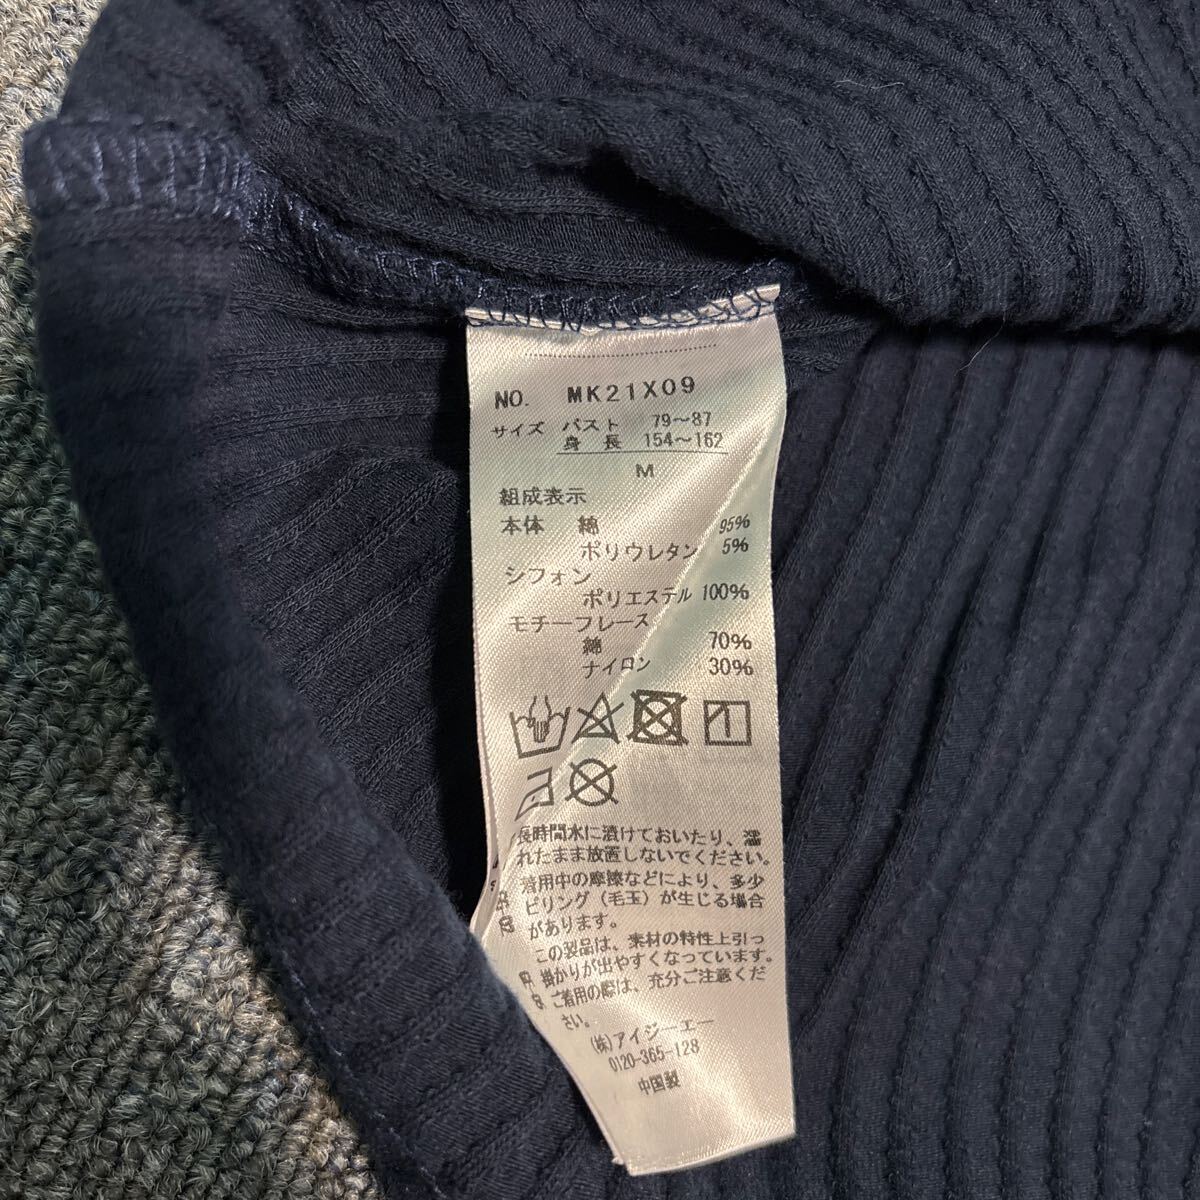 NO. MK21X09
サイズ バスト 79～87
身長 154～162
M
組成表示
本体 綿 95%
ポリウレタン 5%
シフォン
ポリエステル 100%
モチーフレース
綿 70%
ナイロン 30%
長時間水に漬けておいたり、濡
れたまま放置しないでください。
着用中の摩擦などにより、多少
ピリング（毛玉）が生じる場合
があります。
この製品は、素材の特性上引っ
掛かりが出やすくなっています。
ご着用の際は、充分ご注意くだ
さい。
(株)アイジーエー
0120-365-128
中国製